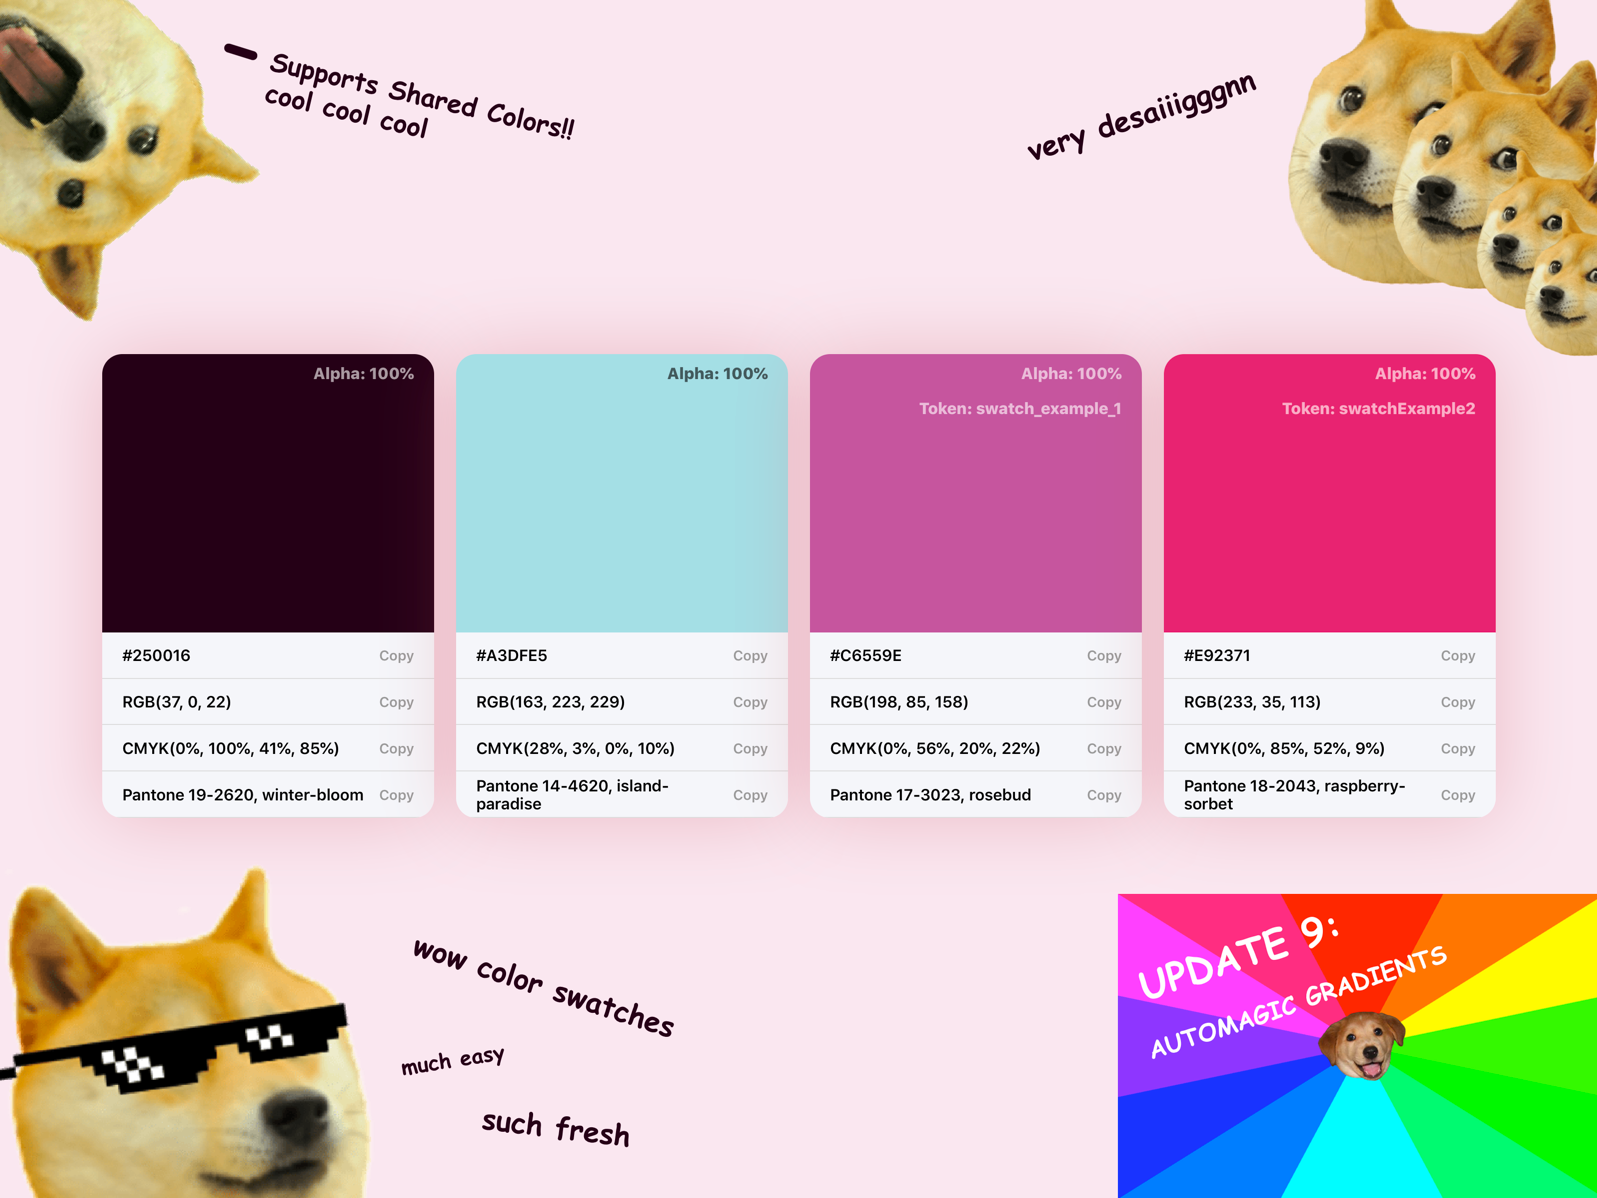 Supports Shared Colors!!
cool cool cool
very desaiiigggnn
Alpha: 100%
#250016 Copy
RGB(37, 0, 22) Copy
CMYK(0%, 100%, 41%, 85%) Copy
Pantone 19-2620, winter-bloom Copy
Alpha: 100%
#A3DFE5 Copy
RGB(163, 223, 229) Copy
CMYK(28%, 3%, 0%, 10%) Copy
Pantone 14-4620, island-
paradise Copy
Alpha: 100%
Token: swatch_example_1
#C6559E Copy
RGB(198, 85, 158) Copy
CMYK(0%, 56%, 20%, 22%) Copy
Pantone 17-3023, rosebud Copy
Alpha: 100%
Token: swatchExample2
#E92371 Copy
RGB(233, 35, 113) Copy
CMYK(0%, 85%, 52%, 9%) Copy
Pantone 18-2043, raspberry-
sorbet Copy
wow color swatches
much easy
such fresh
UPDATE 9:
AUTOMAGIC GRADIENTS